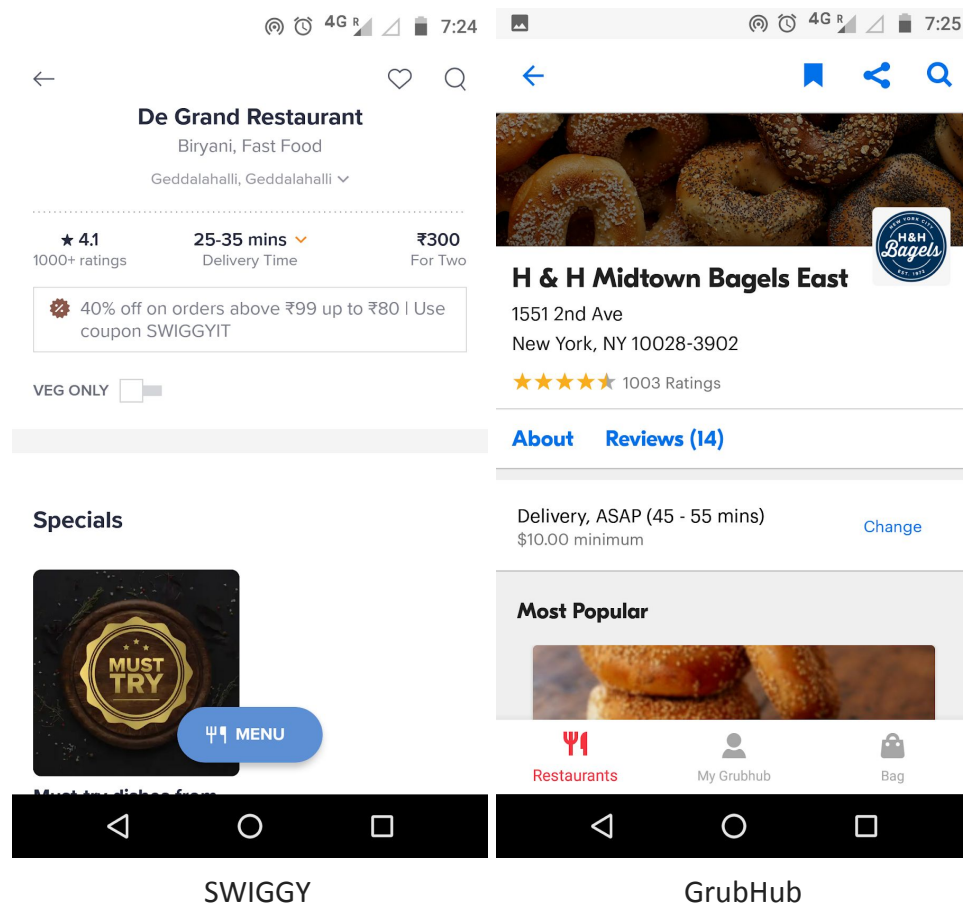 4G R 7:24
De Grand Restaurant
Biryani, Fast Food
Geddalahalli, Geddalahalli
★ 4.1 25-35 mins ₹300
1000+ ratings Delivery Time For Two
40% off on orders above ₹99 up to ₹80 | Use
coupon SWIGGYIT
VEG ONLY
Specials
MUST
TRY
MENU
Must-try dishes from
SWIGGY
4G R 7:25
NEW YORK CITY
H&H
Bagels
EST. 1972
H & H Midtown Bagels East
1551 2nd Ave
New York, NY 10028-3902
1003 Ratings
About Reviews (14)
Delivery, ASAP (45 - 55 mins)
Change
$10.00 minimum
Most Popular
Restaurants My Grubhub Bag
GrubHub